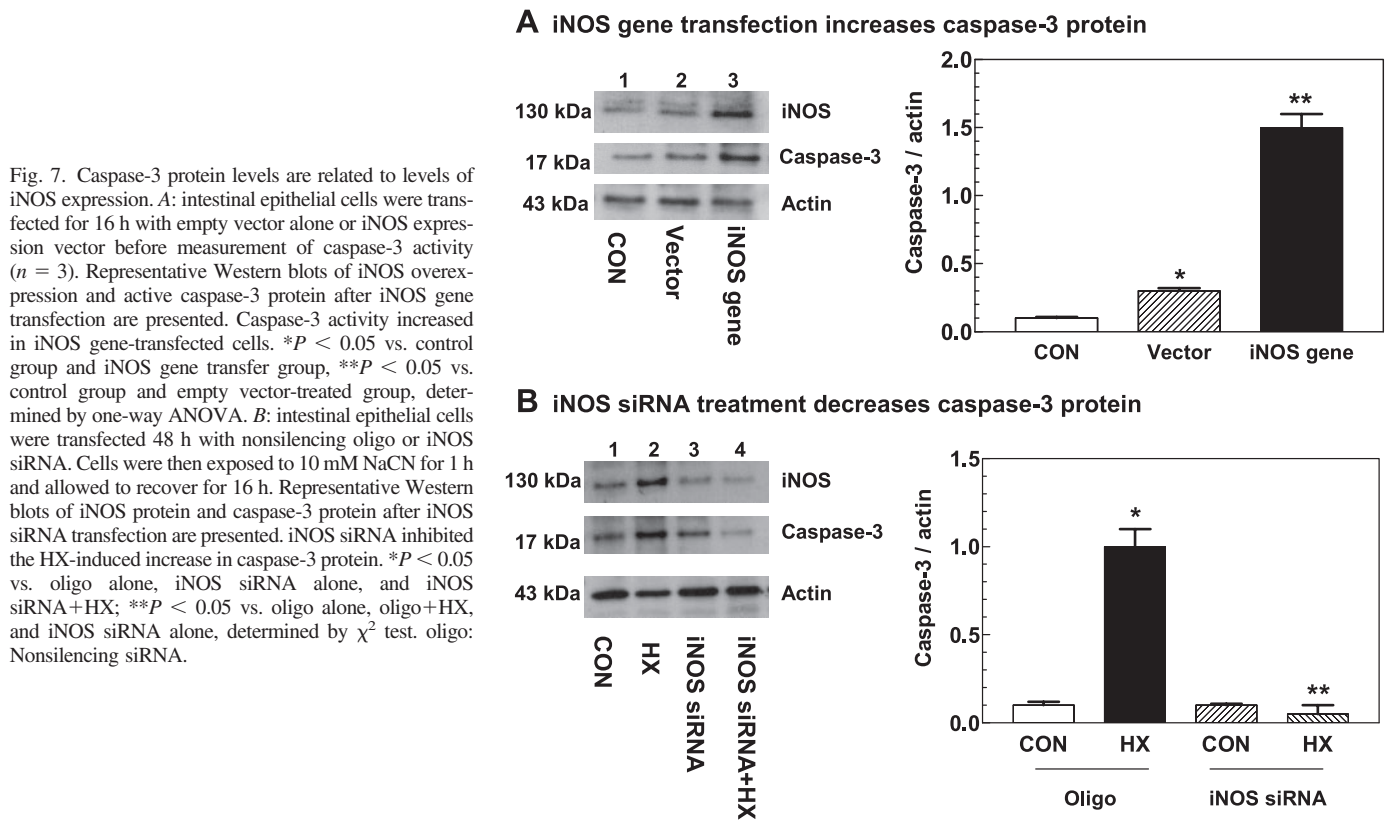 Fig. 7. Caspase-3 protein levels are related to levels of
iNOS expression. A: intestinal epithelial cells were trans-
fected for 16 h with empty vector alone or iNOS expres-
sion vector before measurement of caspase-3 activity
(n = 3). Representative Western blots of iNOS overex-
pression and active caspase-3 protein after iNOS gene
transfection are presented. Caspase-3 activity increased
in iNOS gene-transfected cells. *P < 0.05 vs. control
group and iNOS gene transfer group, **P < 0.05 vs.
control group and empty vector-treated group, deter-
mined by one-way ANOVA. B: intestinal epithelial cells
were transfected 48 h with nonsilencing oligo or iNOS
siRNA. Cells were then exposed to 10 mM NaCN for 1 h
and allowed to recover for 16 h. Representative Western
blots of iNOS protein and caspase-3 protein after iNOS
siRNA transfection are presented. iNOS siRNA inhibited
the HX-induced increase in caspase-3 protein. *P < 0.05
vs. oligo alone, iNOS siRNA alone, and iNOS
siRNA+HX; **P < 0.05 vs. oligo alone, oligo+HX,
and iNOS siRNA alone, determined by χ² test. oligo:
Nonsilencing siRNA.
A iNOS gene transfection increases caspase-3 protein
1 2 3
130 kDa iNOS
17 kDa Caspase-3
43 kDa Actin
CON
Vector
iNOS gene
Caspase-3 / actin
2.0
1.5
1.0
0.5
0.0
*
**
CON Vector iNOS gene
B iNOS siRNA treatment decreases caspase-3 protein
1 2 3 4
130 kDa iNOS
17 kDa Caspase-3
43 kDa Actin
CON
HX
iNOS siRNA
iNOS siRNA+HX
Caspase-3 / actin
1.5
1.0
0.5
0.0
*
**
CON HX CON HX
Oligo iNOS siRNA